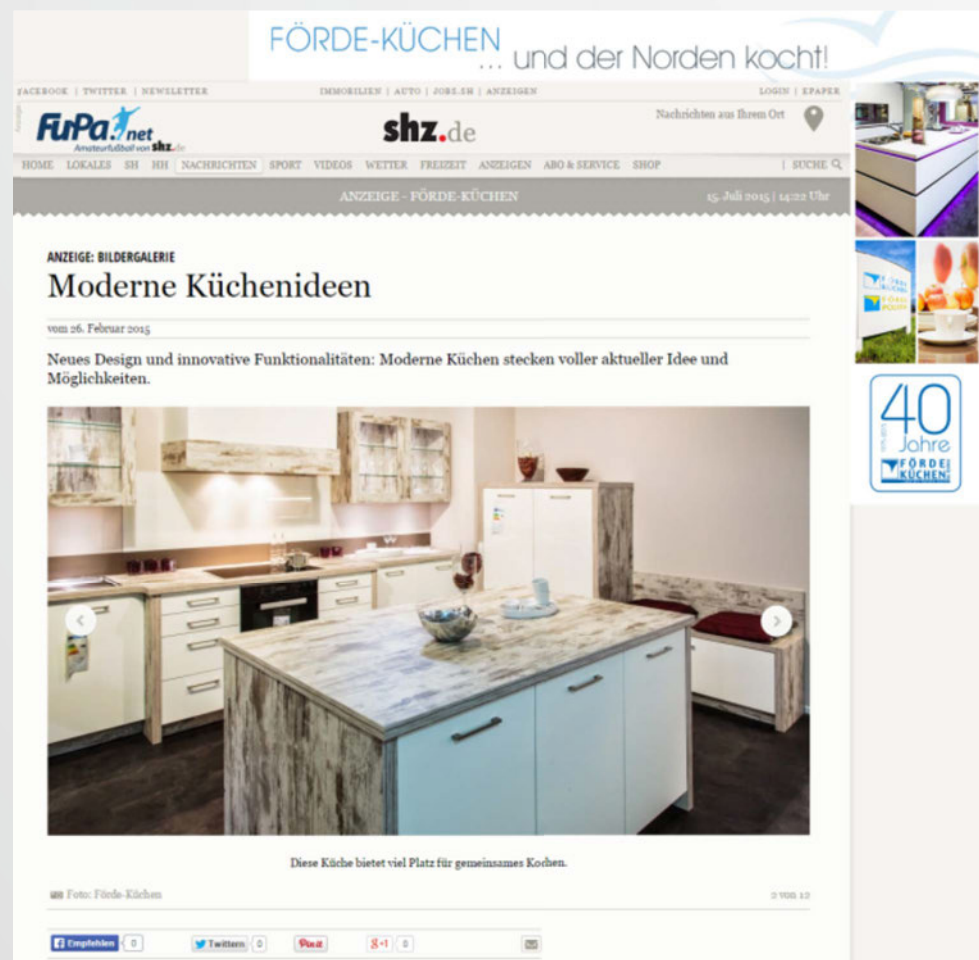 FÖRDE-KÜCHEN
... und der Norden kocht!
FACEBOOK | TWITTER | NEWSLETTER
IMMOBILIEN | AUTO | JOBS.SH | ANZEIGEN
LOGIN | EPAPER
Anzeige
FuPa.net
Amateurfußball von shz.de
shz.de
Nachrichten aus Ihrem Ort
HOME LOKALES SH HH NACHRICHTEN SPORT VIDEOS WETTER FREIZEIT ANZEIGEN ABO & SERVICE SHOP | SUCHE
ANZEIGE - FÖRDE-KÜCHEN
15. Juli 2015 | 14:22 Uhr
ANZEIGE: BILDERGALERIE
Moderne Küchenideen
vom 26. Februar 2015
Neues Design und innovative Funktionalitäten: Moderne Küchen stecken voller aktueller Idee und
Möglichkeiten.
40
Jahre
FÖRDE
KÜCHEN
Diese Küche bietet viel Platz für gemeinsames Kochen.
Foto: Förde-Küchen
2 von 12
Empfehlen 0
Twittern 0
Pin it
g+1 0